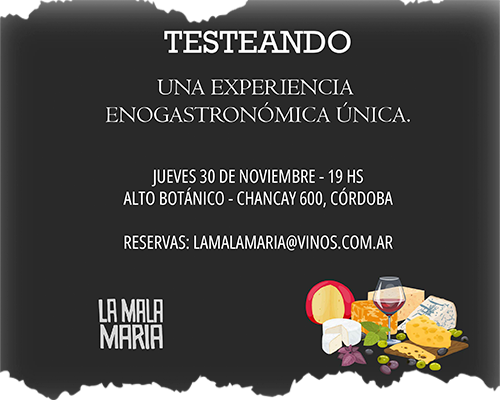 TESTEANDO
UNA EXPERIENCIA
ENOGASTRONÓMICA ÚNICA.
JUEVES 30 DE NOVIEMBRE - 19 HS
ALTO BOTÁNICO - CHANCAY 600, CÓRDOBA
RESERVAS: LAMALAMARIA@VINOS.COM.AR
LA MALA
MARIA